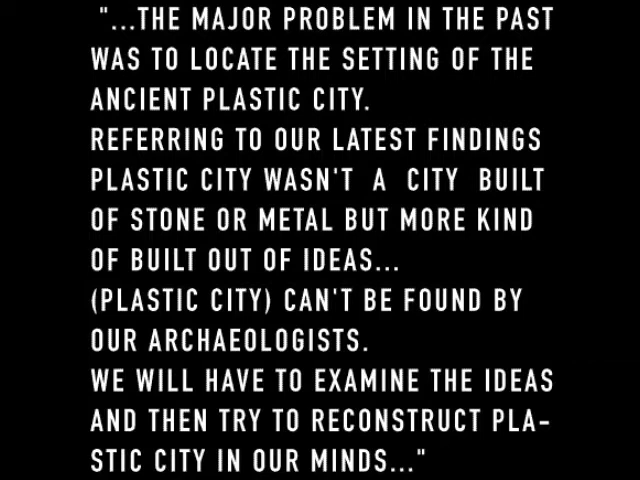 "...THE MAJOR PROBLEM IN THE PAST
WAS TO LOCATE THE SETTING OF THE
ANCIENT PLASTIC CITY.
REFERRING TO OUR LATEST FINDINGS
PLASTIC CITY WASN'T A CITY BUILT
OF STONE OR METAL BUT MORE KIND
OF BUILT OUT OF IDEAS...
(PLASTIC CITY) CAN'T BE FOUND BY
OUR ARCHAEOLOGISTS.
WE WILL HAVE TO EXAMINE THE IDEAS
AND THEN TRY TO RECONSTRUCT PLA-
STIC CITY IN OUR MINDS..."